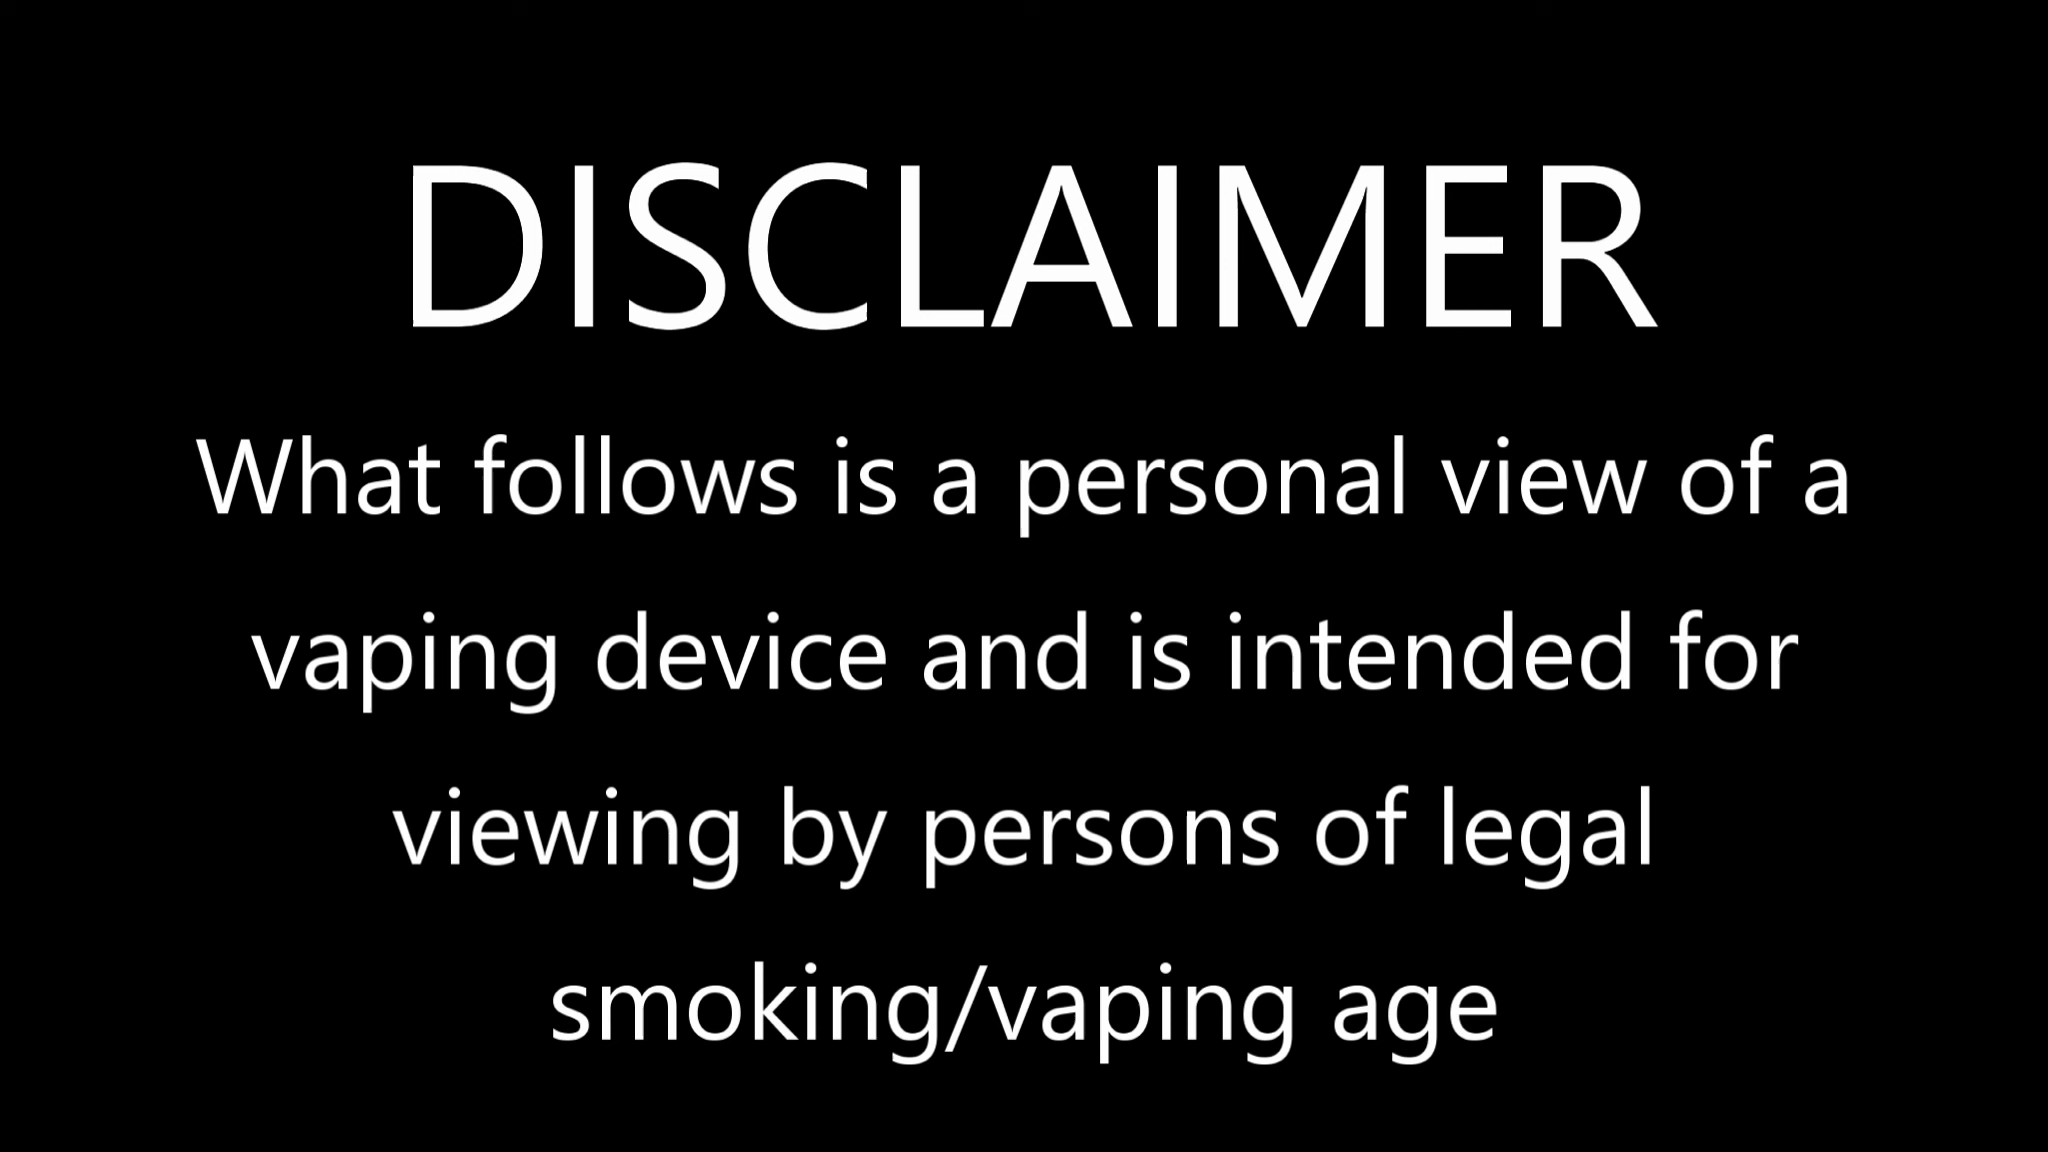 DISCLAIMER
What follows is a personal view of a
vaping device and is intended for
viewing by persons of legal
smoking/vaping age